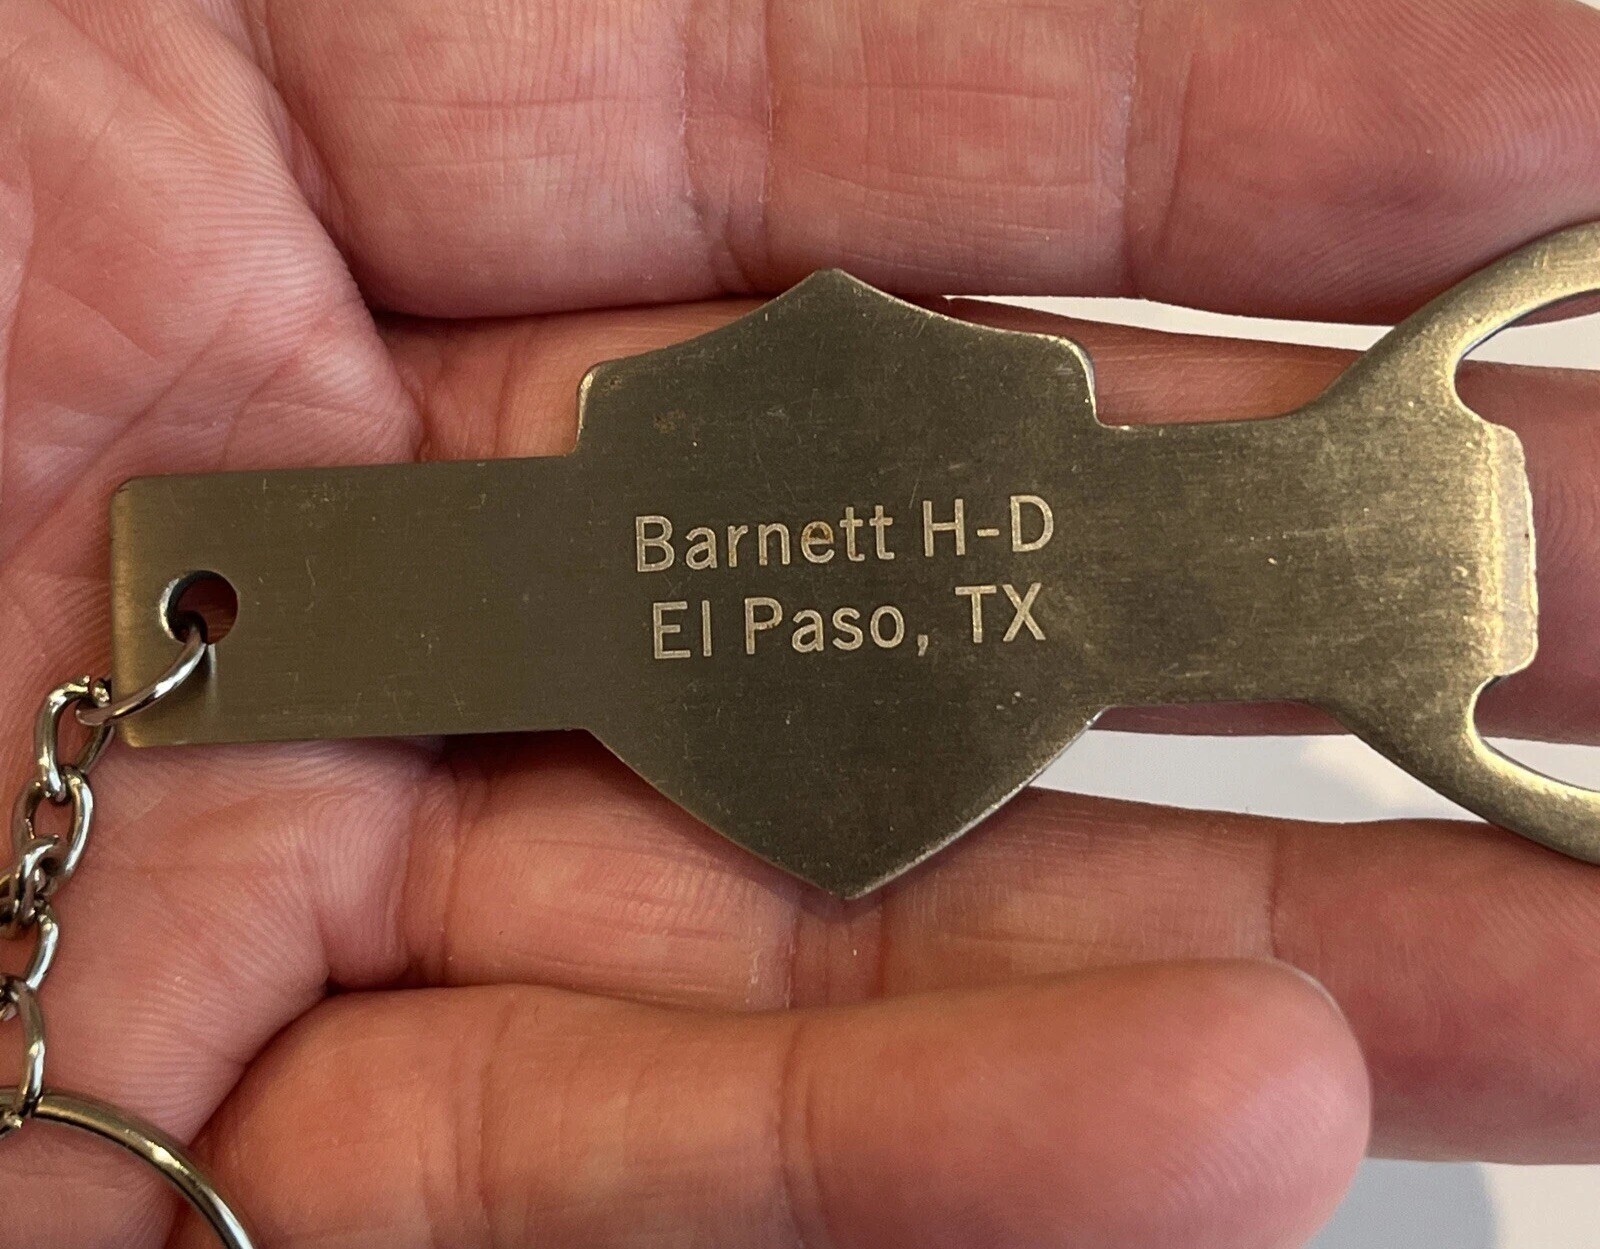 Barnett H-D
El Paso, TX